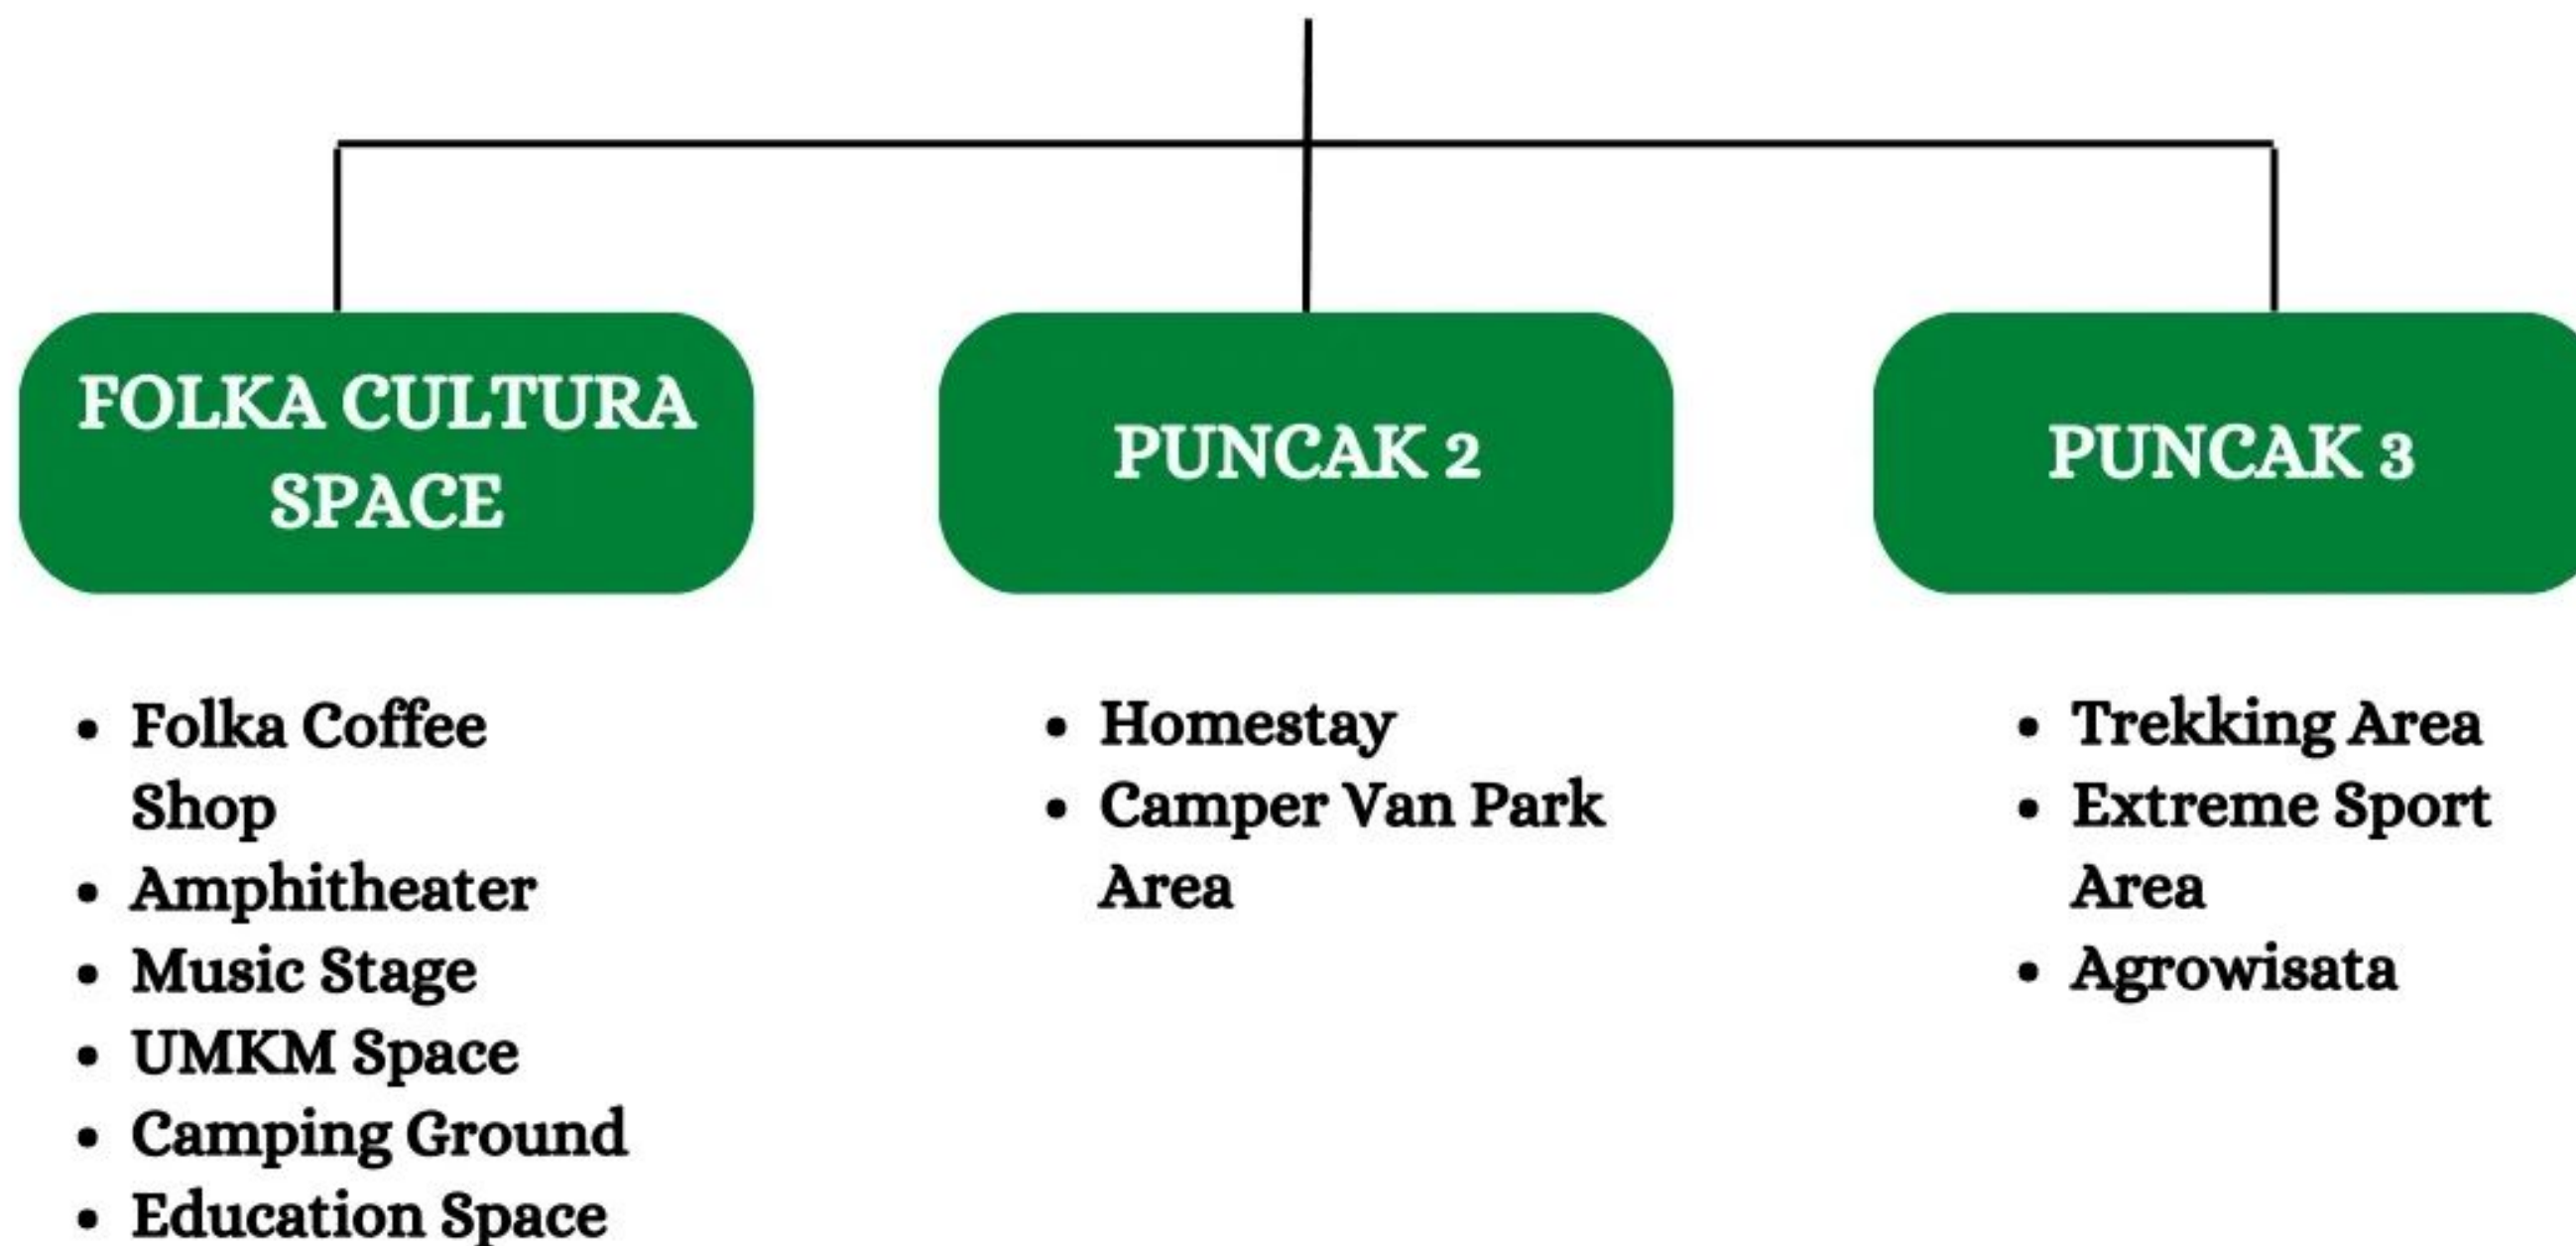 FOLKA CULTURA
SPACE
PUNCAK 2
PUNCAK 3
• Folka Coffee
Shop
• Amphitheater
• Music Stage
• UMKM Space
• Camping Ground
• Education Space
• Homestay
• Camper Van Park
Area
• Trekking Area
• Extreme Sport
Area
• Agrowisata